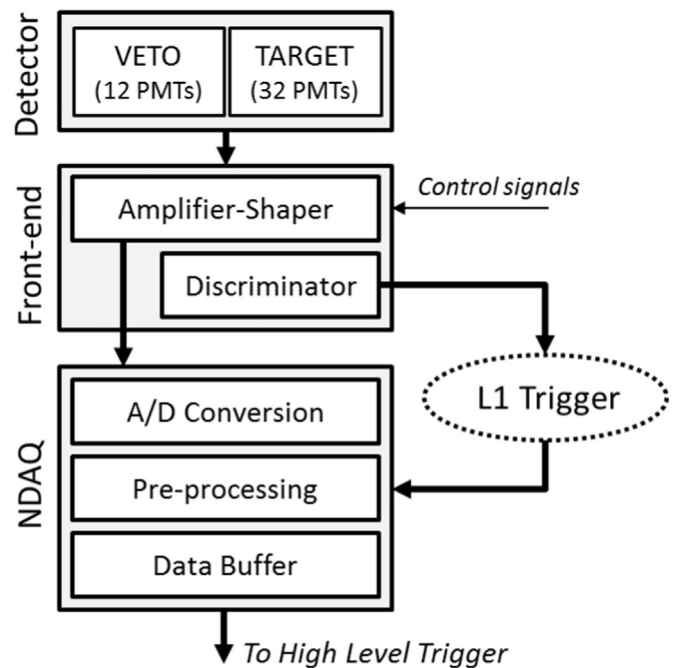 Detector
VETO
(12 PMTs)
TARGET
(32 PMTs)
Front-end
Amplifier-Shaper
Control signals
Discriminator
L1 Trigger
NDAQ
A/D Conversion
Pre-processing
Data Buffer
To High Level Trigger